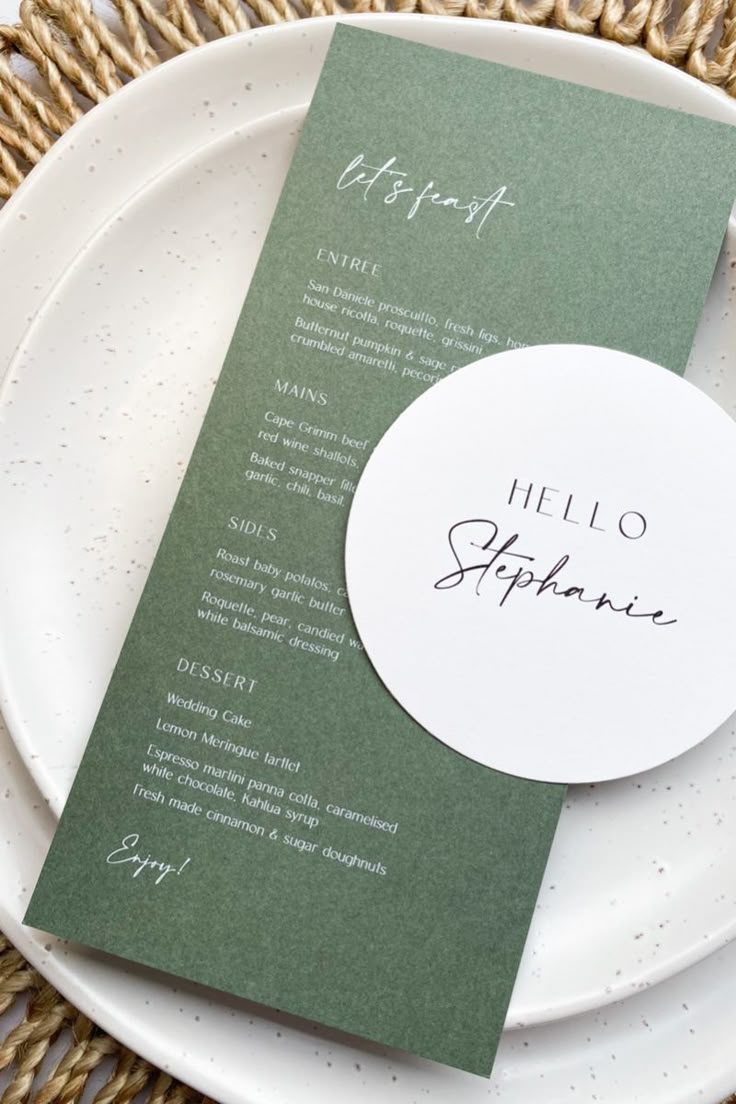 let's feast
ENTREE
San Daniele proscuitto, fresh figs,
house ricotta, roquette, grissini
Butternut pumpkin & sage
crumbled amaretti,
MAINS
Cape Grimm beef
red wine shallots,
Baked snapper
garlic, chili, basil,
SIDES
Roast baby potatos,
rosemary garlic butter
Roquette, pear, candied
white balsamic dressing
DESSERT
Wedding Cake
Lemon Meringue tartlet
Espresso martini panna cotta, caramelised
white chocolate, Kahlua syrup
Fresh made cinnamon & sugar doughnuts
Enjoy!
HELLO
Stephanie